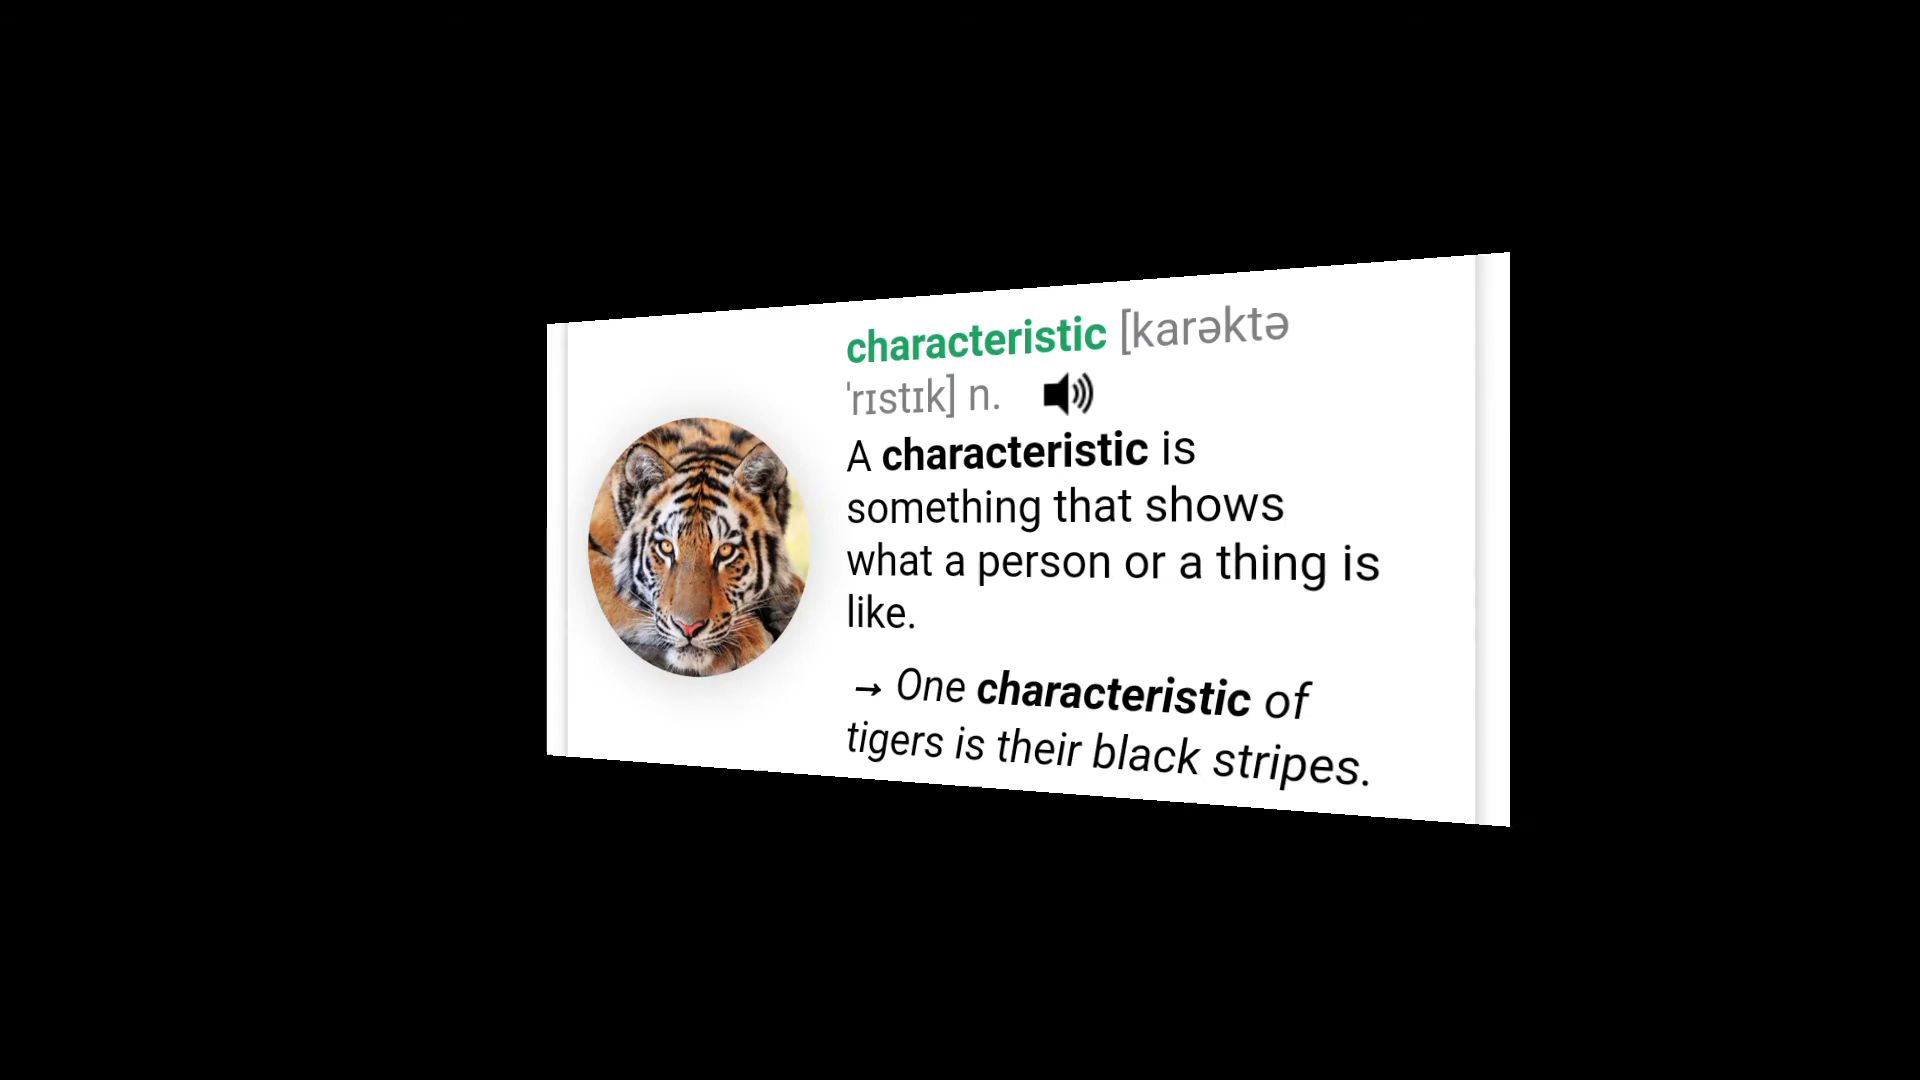 characteristic [karəktə
ˈrɪstɪk] n.
A characteristic is
something that shows
what a person or a thing is
like.
→ One characteristic of
tigers is their black stripes.